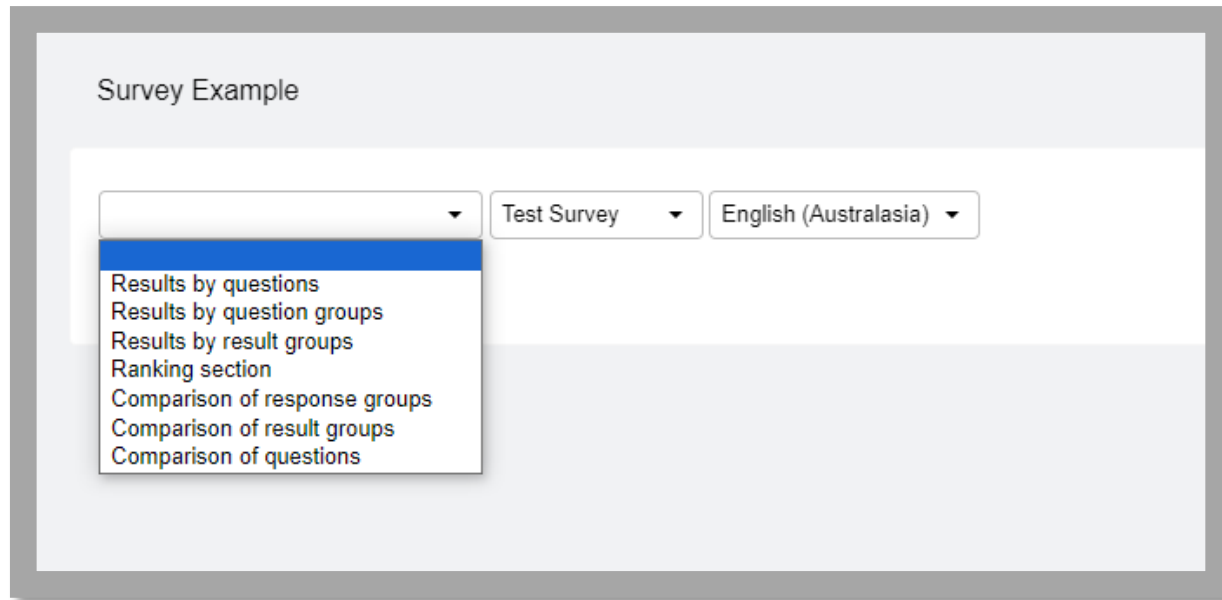 Survey Example
Test Survey
English (Australasia)
Results by questions
Results by question groups
Results by result groups
Ranking section
Comparison of response groups
Comparison of result groups
Comparison of questions